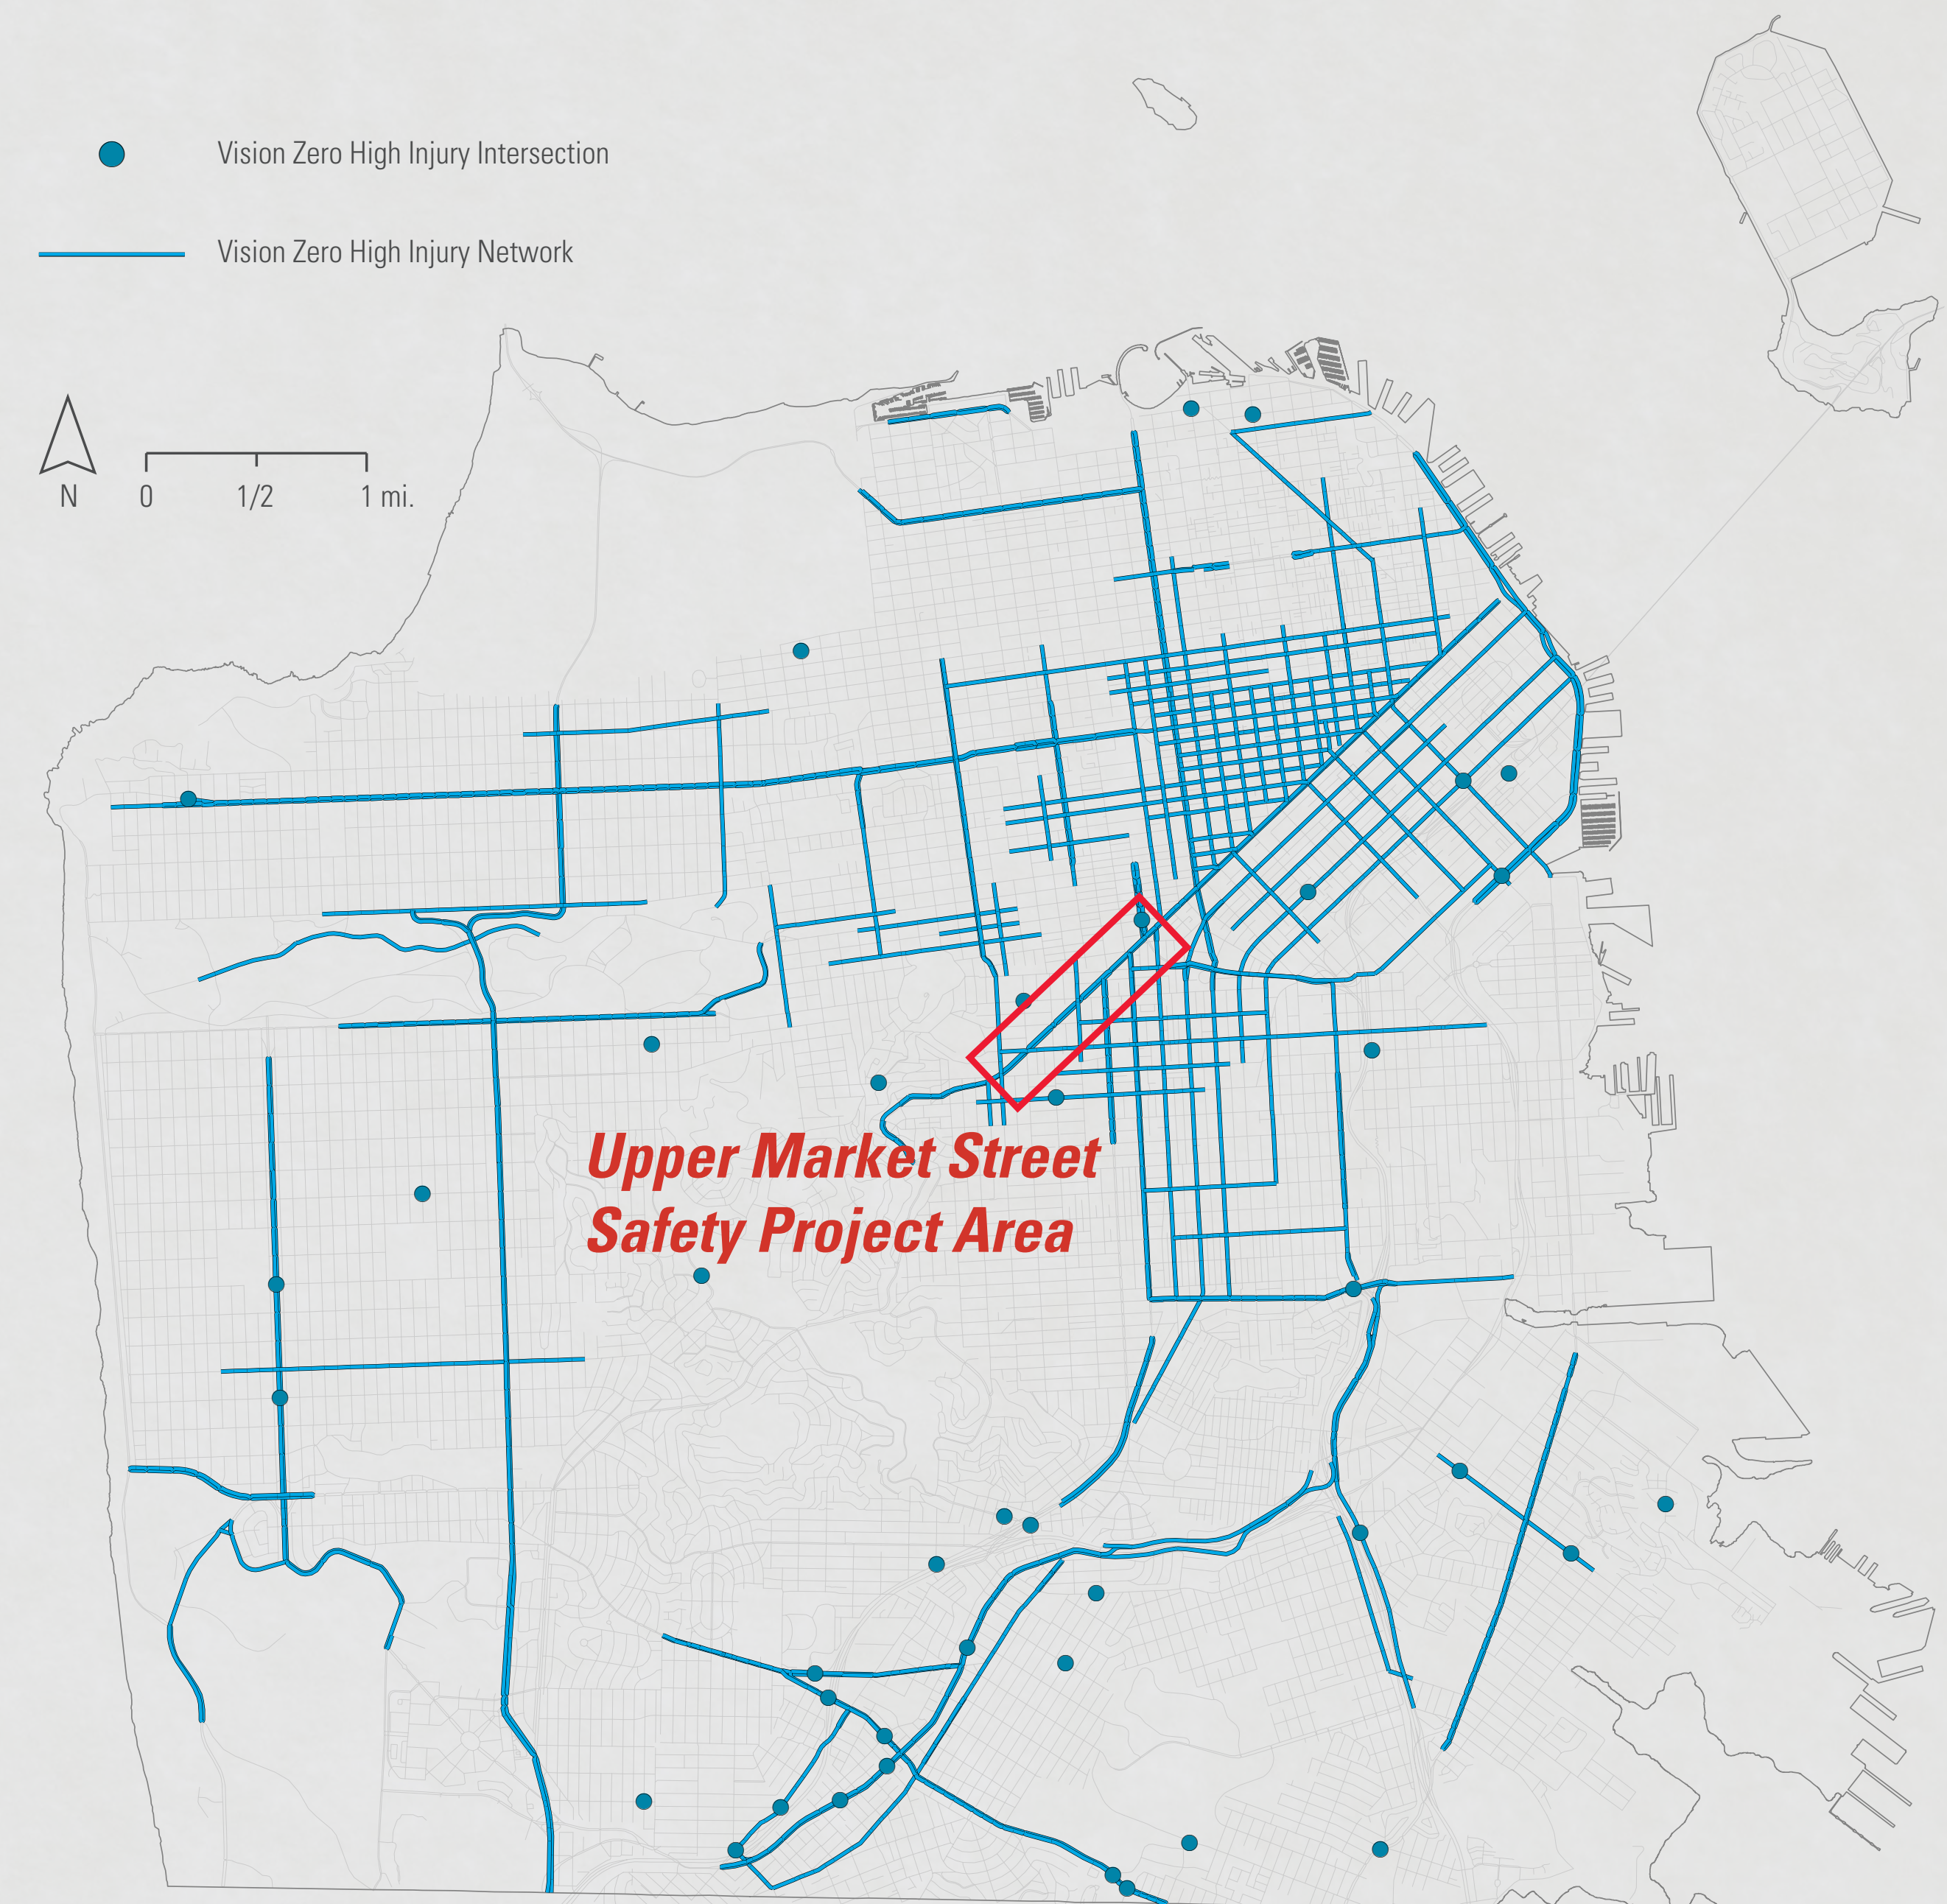 Vision Zero High Injury Intersection
Vision Zero High Injury Network
N 0 1/2 1 mi.
Upper Market Street
Safety Project Area